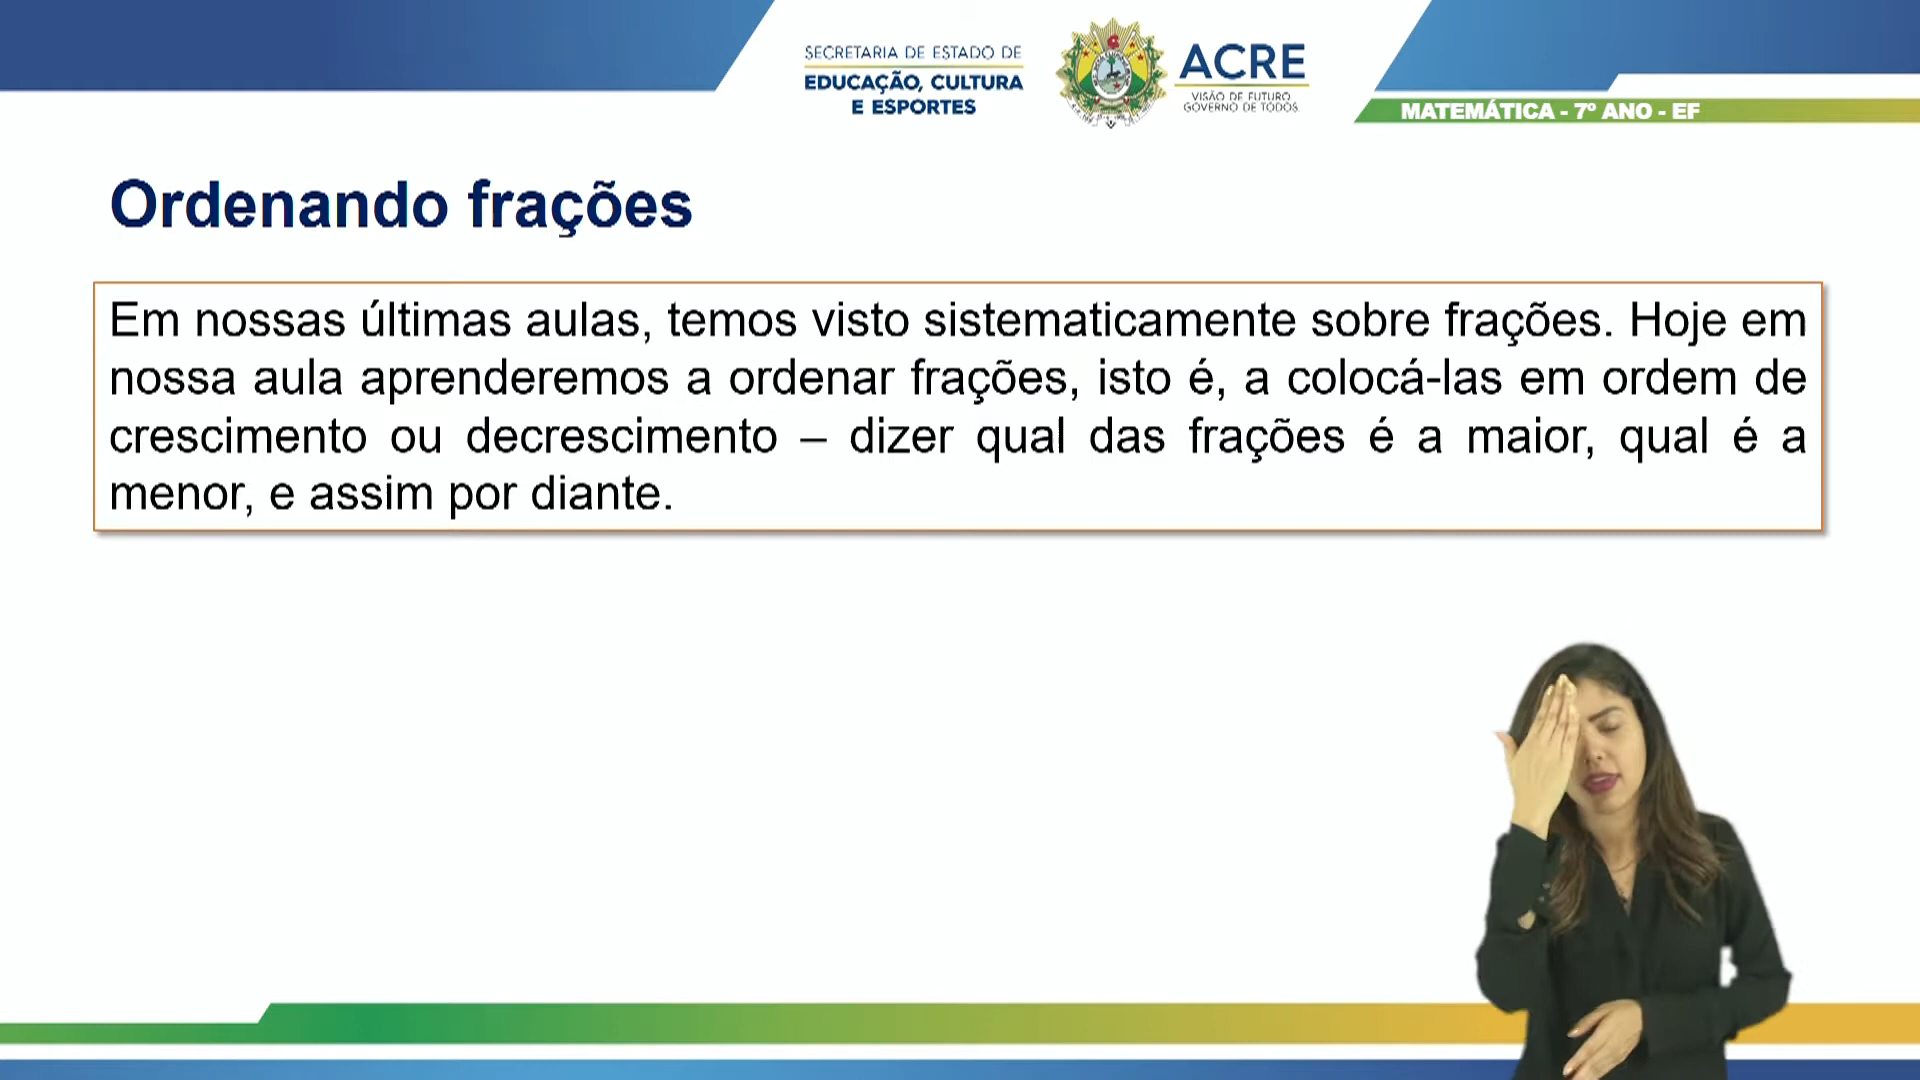 SECRETARIA DE ESTADO DE
EDUCAÇÃO, CULTURA
E ESPORTES
ACRE
VISÃO DE FUTURO
GOVERNO DE TODOS
MATEMÁTICA - 7º ANO - EF
Ordenando frações
Em nossas últimas aulas, temos visto sistematicamente sobre frações. Hoje em
nossa aula aprenderemos a ordenar frações, isto é, a colocá-las em ordem de
crescimento ou decrescimento – dizer qual das frações é a maior, qual é a
menor, e assim por diante.